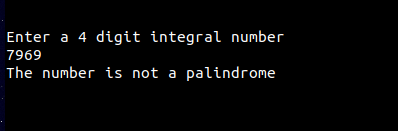 Enter a 4 digit integral number
7969
The number is not a palindrome